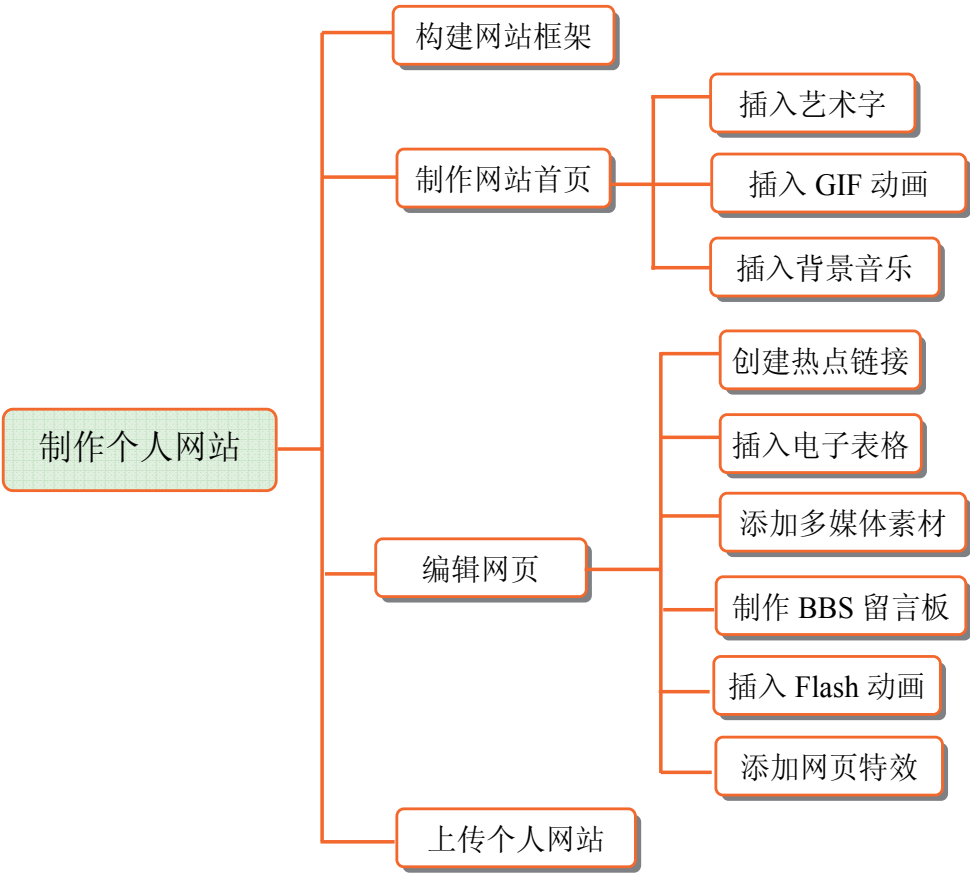 构建网站框架
插入艺术字
制作网站首页
插入 GIF 动画
插入背景音乐
创建热点链接
制作个人网站
插入电子表格
添加多媒体素材
编辑网页
制作 BBS 留言板
插入 Flash 动画
添加网页特效
上传个人网站